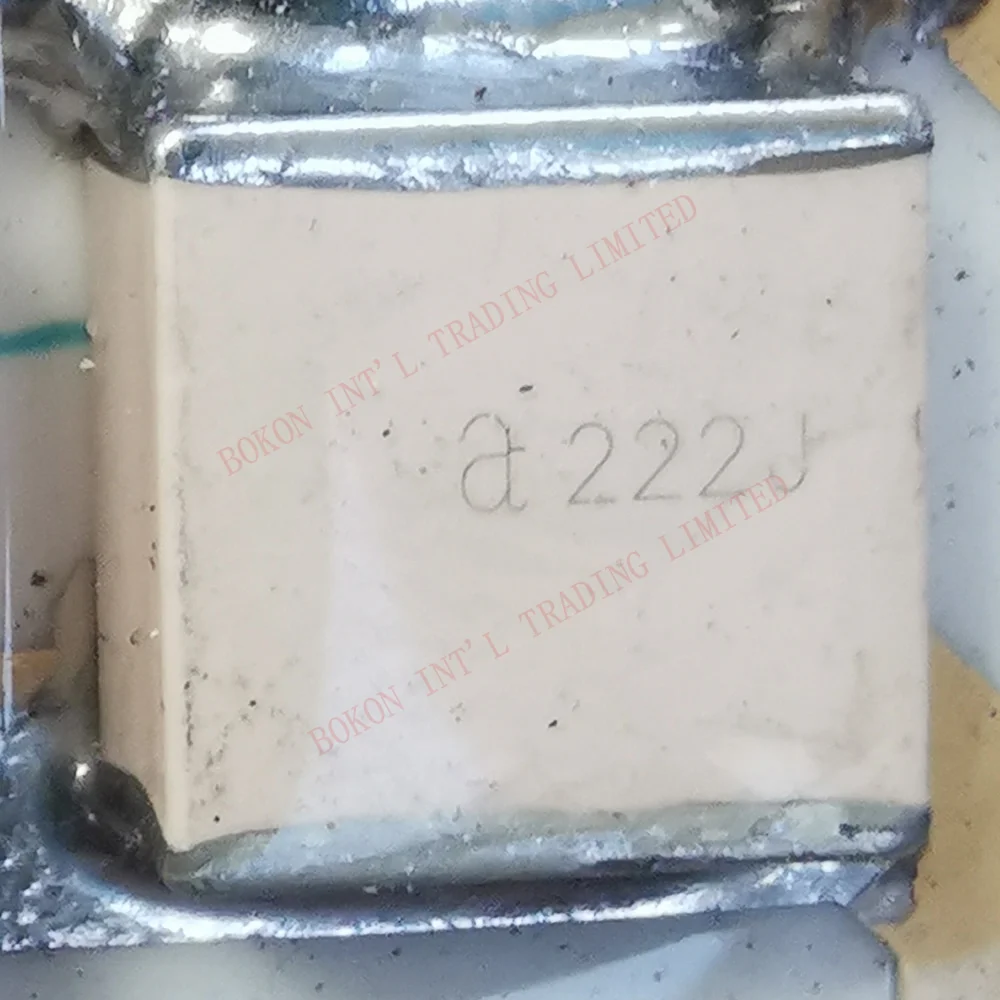 BOKON INT'L TRADING LIMITED
a 222J
BOKON INT'L TRADING LIMITED